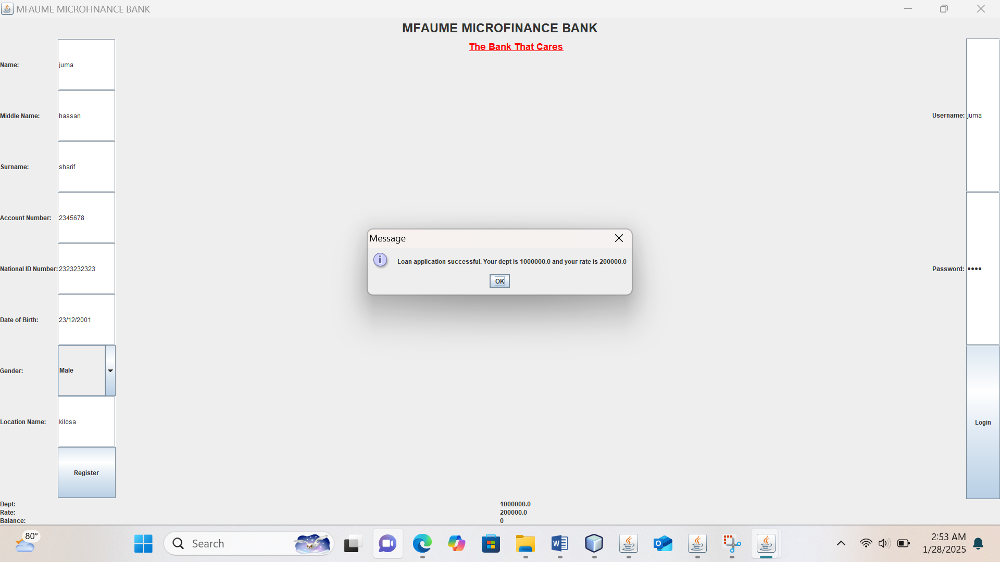 MFAUME MICROFINANCE BANK
MFAUME MICROFINANCE BANK
The Bank That Cares
Name: juma
Middle Name: hassan
Surname: sharif
Account Number: 2345678
National ID Number: 2323232323
Date of Birth: 23/12/2001
Gender: Male
Location Name: kilosa
Register
Username: juma
Password: ••••
Login
Message
Loan application successful. Your dept is 1000000.0 and your rate is 200000.0
OK
Dept: 1000000.0
Rate: 200000.0
Balance: 0
80°
Search
2:53 AM
1/28/2025